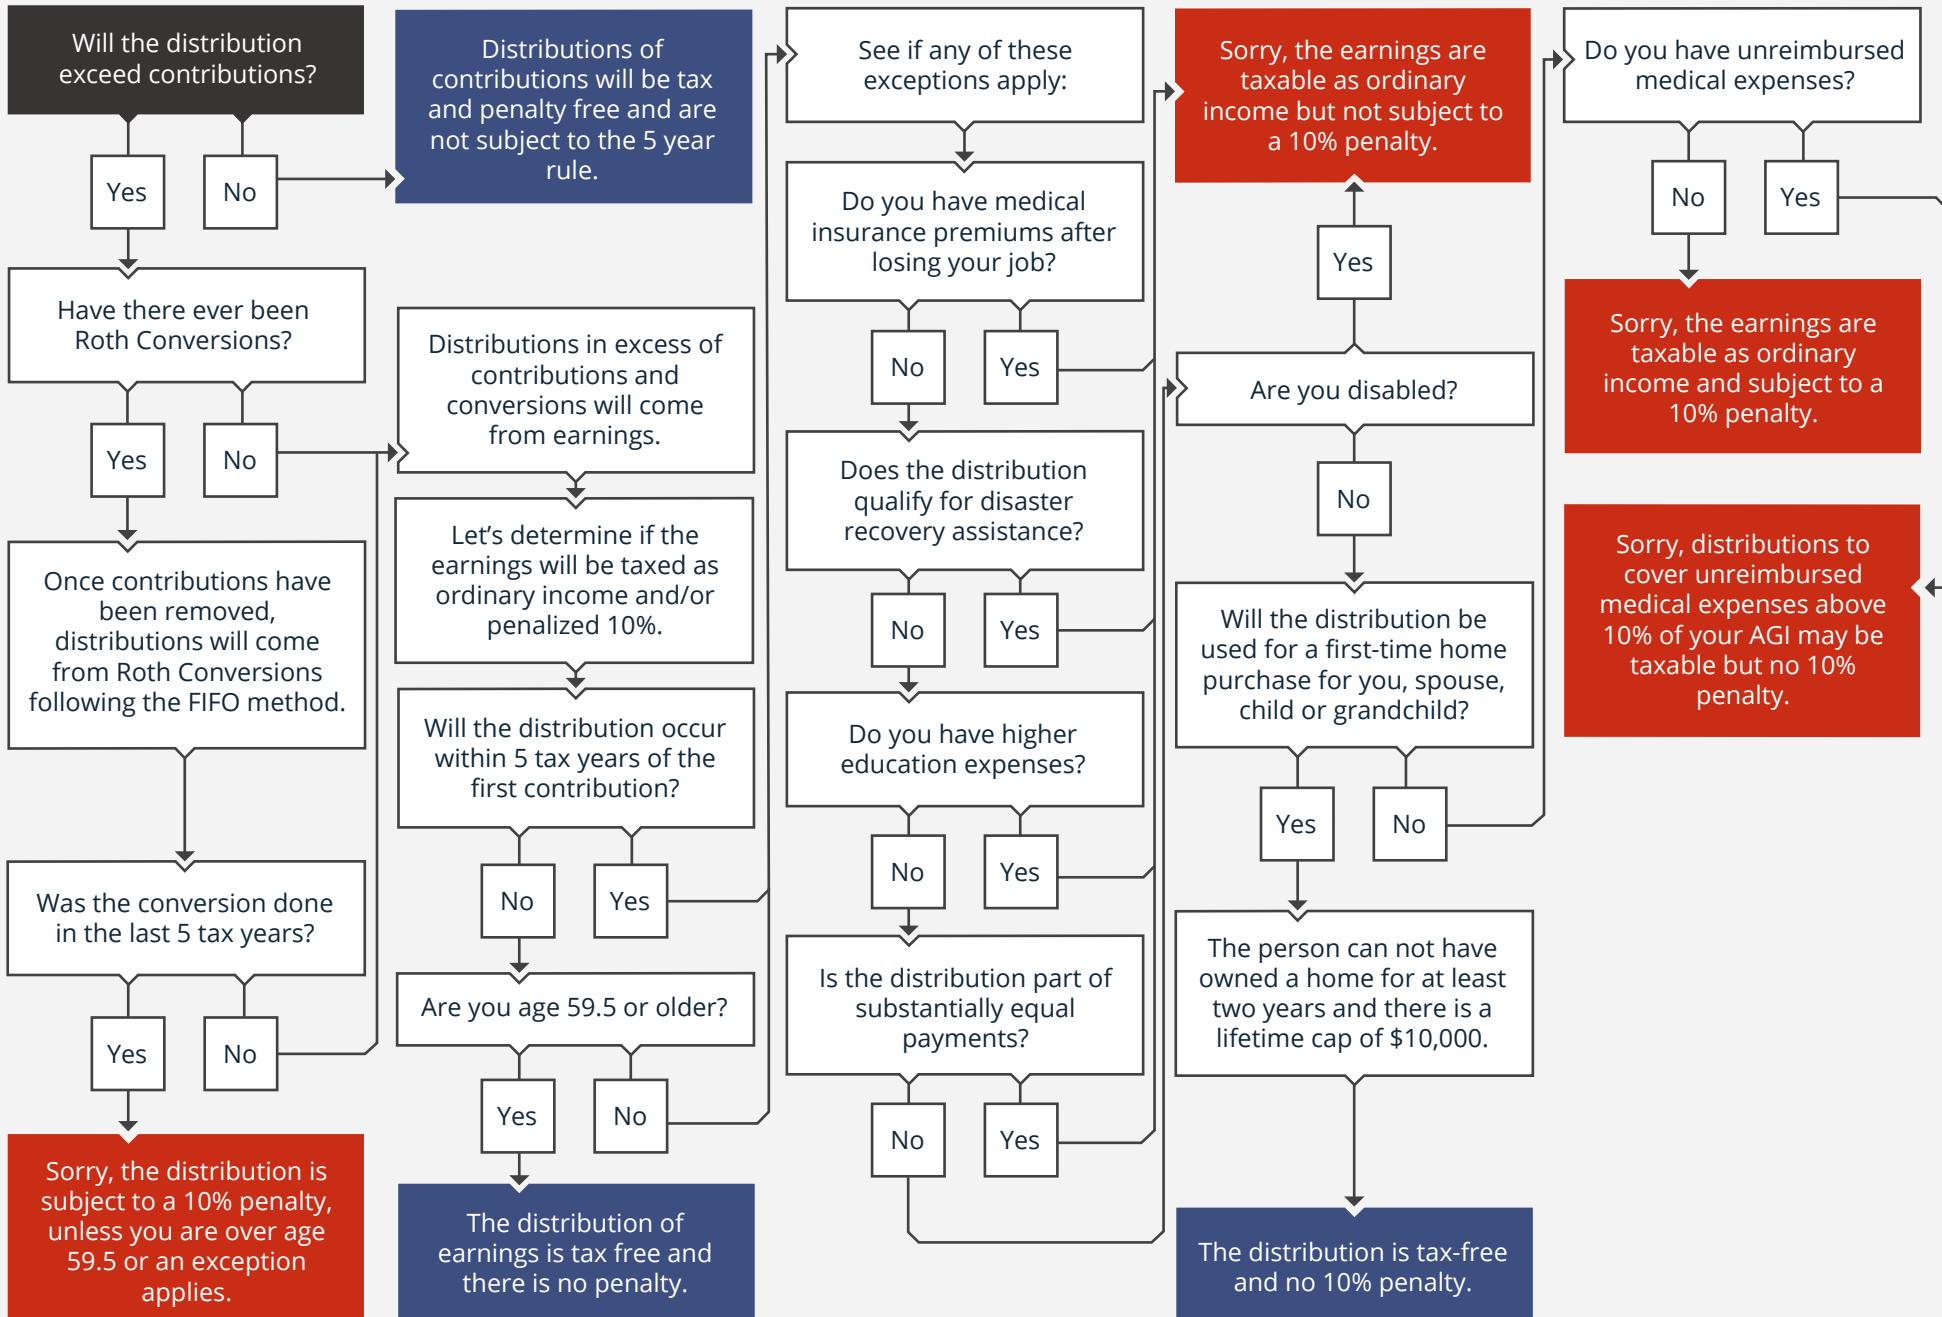 Will the distribution
exceed contributions?
Yes
No
Distributions of
contributions will be tax
and penalty free and are
not subject to the 5 year
rule.
Have there ever been
Roth Conversions?
Yes
No
Once contributions have
been removed,
distributions will come
from Roth Conversions
following the FIFO method.
Was the conversion done
in the last 5 tax years?
Yes
No
Sorry, the distribution is
subject to a 10% penalty,
unless you are over age
59.5 or an exception
applies.
Distributions in excess of
contributions and
conversions will come
from earnings.
Let’s determine if the
earnings will be taxed as
ordinary income and/or
penalized 10%.
Will the distribution occur
within 5 tax years of the
first contribution?
No
Yes
Are you age 59.5 or older?
Yes
No
The distribution of
earnings is tax free and
there is no penalty.
See if any of these
exceptions apply:
Do you have medical
insurance premiums after
losing your job?
No
Yes
Does the distribution
qualify for disaster
recovery assistance?
No
Yes
Do you have higher
education expenses?
No
Yes
Is the distribution part of
substantially equal
payments?
No
Yes
Sorry, the earnings are
taxable as ordinary
income but not subject to
a 10% penalty.
Yes
Are you disabled?
No
Will the distribution be
used for a first-time home
purchase for you, spouse,
child or grandchild?
Yes
No
The person can not have
owned a home for at least
two years and there is a
lifetime cap of $10,000.
The distribution is tax-free
and no 10% penalty.
Do you have unreimbursed
medical expenses?
No
Yes
Sorry, the earnings are
taxable as ordinary
income and subject to a
10% penalty.
Sorry, distributions to
cover unreimbursed
medical expenses above
10% of your AGI may be
taxable but no 10%
penalty.